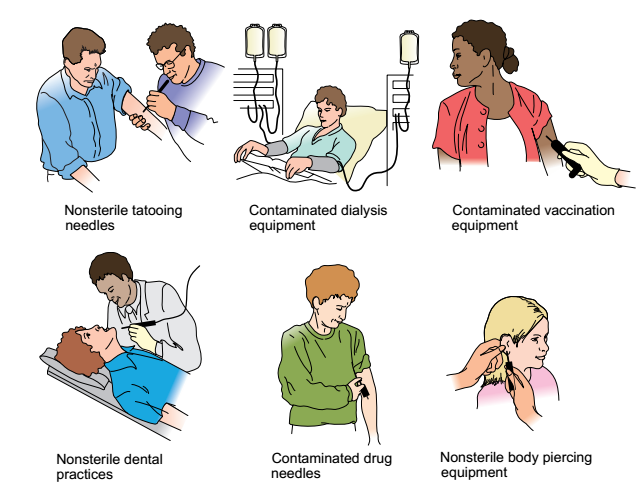 Nonsterile tatooing
needles
Contaminated dialysis
equipment
Contaminated vaccination
equipment
Nonsterile dental
practices
Contaminated drug
needles
Nonsterile body piercing
equipment